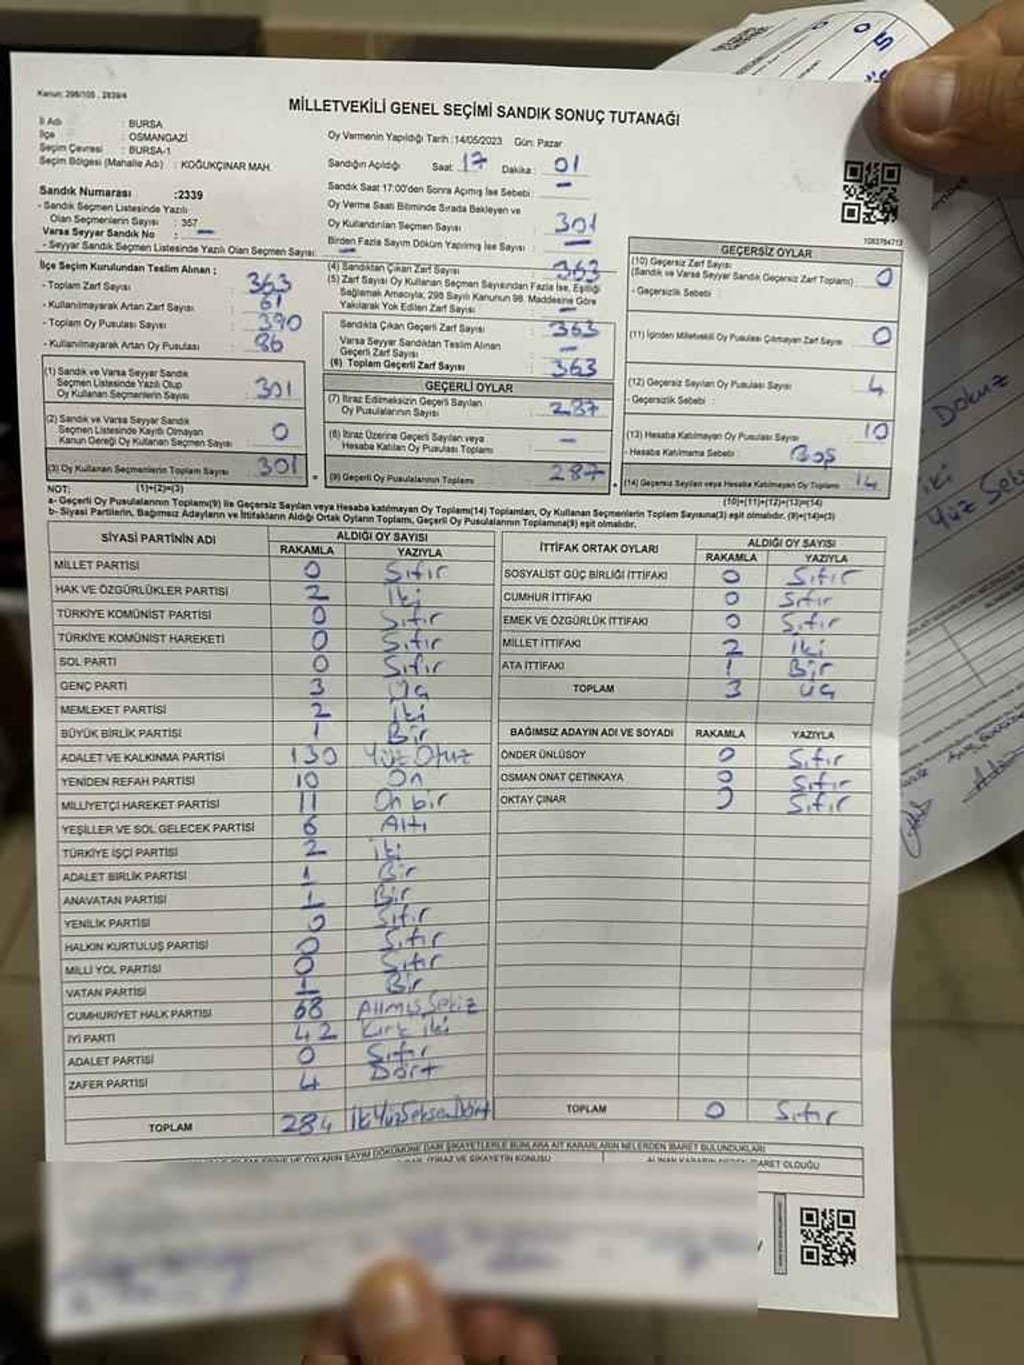 Kanun: 298/105 , 2839/4
MİLLETVEKİLİ GENEL SEÇİMİ SANDIK SONUÇ TUTANAĞI
İl Adı : BURSA
İlçe : OSMANGAZİ
Seçim Çevresi : BURSA-1
Seçim Bölgesi (Mahalle Adı) : KOĞUKÇINAR MAH.
Oy Vermenin Yapıldığı Tarih :14/05/2023 Gün: Pazar
Sandığın Açıldığı Saat: 17 Dakika : 01
Sandık Saat 17:00'den Sonra Açılmış İse Sebebi : –
Oy Verme Saati Bitiminde Sırada Bekleyen ve
Oy Kullandırılan Seçmen Sayısı : 301
Birden Fazla Sayım Döküm Yapılmış İse Sayısı : –
Sandık Numarası :2339
- Sandık Seçmen Listesinde Yazılı
Olan Seçmenlerin Sayısı : 357
Varsa Seyyar Sandık No : –
- Seyyar Sandık Seçmen Listesinde Yazılı Olan Seçmen Sayısı: –
1083764713
İlçe Seçim Kurulundan Teslim Alınan ;
- Toplam Zarf Sayısı : 363
- Kullanılmayarak Artan Zarf Sayısı : 61
- Toplam Oy Pusulası Sayısı : 390
- Kullanılmayarak Artan Oy Pusulası : 86
(4) Sandıktan Çıkan Zarf Sayısı : 363
(5) Zarf Sayısı Oy Kullanan Seçmen Sayısından Fazla İse, Eşitliği
Sağlamak Amacıyla; 298 Sayılı Kanunun 98. Maddesine Göre
Yakılarak Yok Edilen Zarf Sayısı : –
Sandıkta Çıkan Geçerli Zarf Sayısı : 363
Varsa Seyyar Sandıktan Teslim Alınan
Geçerli Zarf Sayısı : –
(6) Toplam Geçerli Zarf Sayısı : 363
GEÇERSİZ OYLAR
(10) Geçersiz Zarf Sayısı
(Sandık ve Varsa Seyyar Sandık Geçersiz Zarf Toplamı) : 0
- Geçersizlik Sebebi :
(11) İçinden Milletvekili Oy Pusulası Çıkmayan Zarf Sayısı : 0
(12) Geçersiz Sayılan Oy Pusulası Sayısı : 4
- Geçersizlik Sebebi :
(13) Hesaba Katılmayan Oy Pusulası Sayısı : 10
- Hesaba Katılmama Sebebi : Boş
(14) Geçersiz Sayılan veya Hesaba Katılmayan Oy Toplamı : 14
(1) Sandık ve Varsa Seyyar Sandık
Seçmen Listesinde Yazılı Olup
Oy Kullanan Seçmenlerin Sayısı : 301
(2) Sandık ve Varsa Seyyar Sandık
Seçmen Listesinde Kayıtlı Olmayan
Kanun Gereği Oy Kullanan Seçmen Sayısı : 0
(3) Oy Kullanan Seçmenlerin Toplam Sayısı : 301
GEÇERLİ OYLAR
(7) İtiraz Edilmeksizin Geçerli Sayılan
Oy Pusulalarının Sayısı : 287
(8) İtiraz Üzerine Geçerli Sayılan veya
Hesaba Katılan Oy Pusulası Toplamı : –
(9) Geçerli Oy Pusulalarının Toplamı : 287
NOT: (1)+(2)=(3) (10)+(11)+(12)+(13)=(14)
a- Geçerli Oy Pusulalarının Toplamı(9) ile Geçersiz Sayılan veya Hesaba katılmayan Oy Toplamı(14) Toplamları, Oy Kullanan Seçmenlerin Toplam Sayısına(3) eşit olmalıdır. (9)+(14)=(3)
b- Siyasi Partilerin, Bağımsız Adayların ve İttifakların Aldığı Ortak Oyların Toplamı, Geçerli Oy Pusulalarının Toplamına(9) eşit olmalıdır.
SİYASİ PARTİNİN ADI ALDIĞI OY SAYISI
RAKAMLA YAZIYLA
MİLLET PARTİSİ 0 Sıfır
HAK VE ÖZGÜRLÜKLER PARTİSİ 2 İki
TÜRKİYE KOMÜNİST PARTİSİ 0 Sıfır
TÜRKİYE KOMÜNİST HAREKETİ 0 Sıfır
SOL PARTİ 0 Sıfır
GENÇ PARTİ 3 Üç
MEMLEKET PARTİSİ 2 İki
BÜYÜK BİRLİK PARTİSİ 1 Bir
ADALET VE KALKINMA PARTİSİ 130 Yüz Otuz
YENİDEN REFAH PARTİSİ 10 On
MİLLİYETÇİ HAREKET PARTİSİ 11 On bir
YEŞİLLER VE SOL GELECEK PARTİSİ 6 Altı
TÜRKİYE İŞÇİ PARTİSİ 2 İki
ADALET BİRLİK PARTİSİ 1 Bir
ANAVATAN PARTİSİ 1 Bir
YENİLİK PARTİSİ 0 Sıfır
HALKIN KURTULUŞ PARTİSİ 0 Sıfır
MİLLİ YOL PARTİSİ 0 Sıfır
VATAN PARTİSİ 1 Bir
CUMHURİYET HALK PARTİSİ 68 Altmış Sekiz
İYİ PARTİ 42 Kırk iki
ADALET PARTİSİ 0 Sıfır
ZAFER PARTİSİ 4 Dört
TOPLAM 284 İkiYüzSeksenDört
İTTİFAK ORTAK OYLARI ALDIĞI OY SAYISI
RAKAMLA YAZIYLA
SOSYALİST GÜÇ BİRLİĞİ İTTİFAKI 0 Sıfır
CUMHUR İTTİFAKI 0 Sıfır
EMEK VE ÖZGÜRLÜK İTTİFAKI 0 Sıfır
MİLLET İTTİFAKI 2 İki
ATA İTTİFAKI 1 Bir
TOPLAM 3 Üç
BAĞIMSIZ ADAYIN ADI VE SOYADI RAKAMLA YAZIYLA
ÖNDER ÜNLÜSOY 0 Sıfır
OSMAN ONAT ÇETİNKAYA 0 Sıfır
OKTAY ÇINAR 0 Sıfır
TOPLAM 0 Sıfır
OYLARIN SAYIM DÖKÜMÜNE DAİR ŞİKAYETLERLE BUNLARA AİT KARARLARIN NELERDEN İBARET BULUNDUKLARI
İTİRAZ VE ŞİKAYETİN KONUSU
ALINAN KARARIN NEDEN İBARET OLDUĞU
Dokuz
iki
Yüz